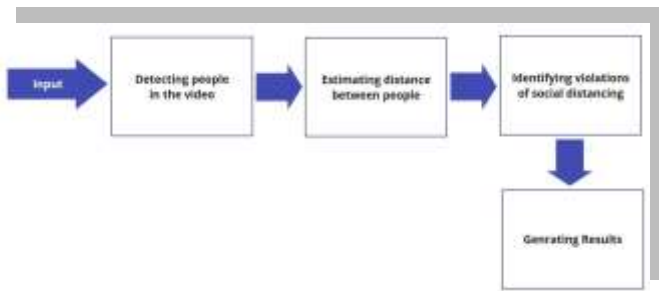 Input
Detecting people
in the video
Estimating distance
between people
Identifying violations
of social distancing
Genrating Results